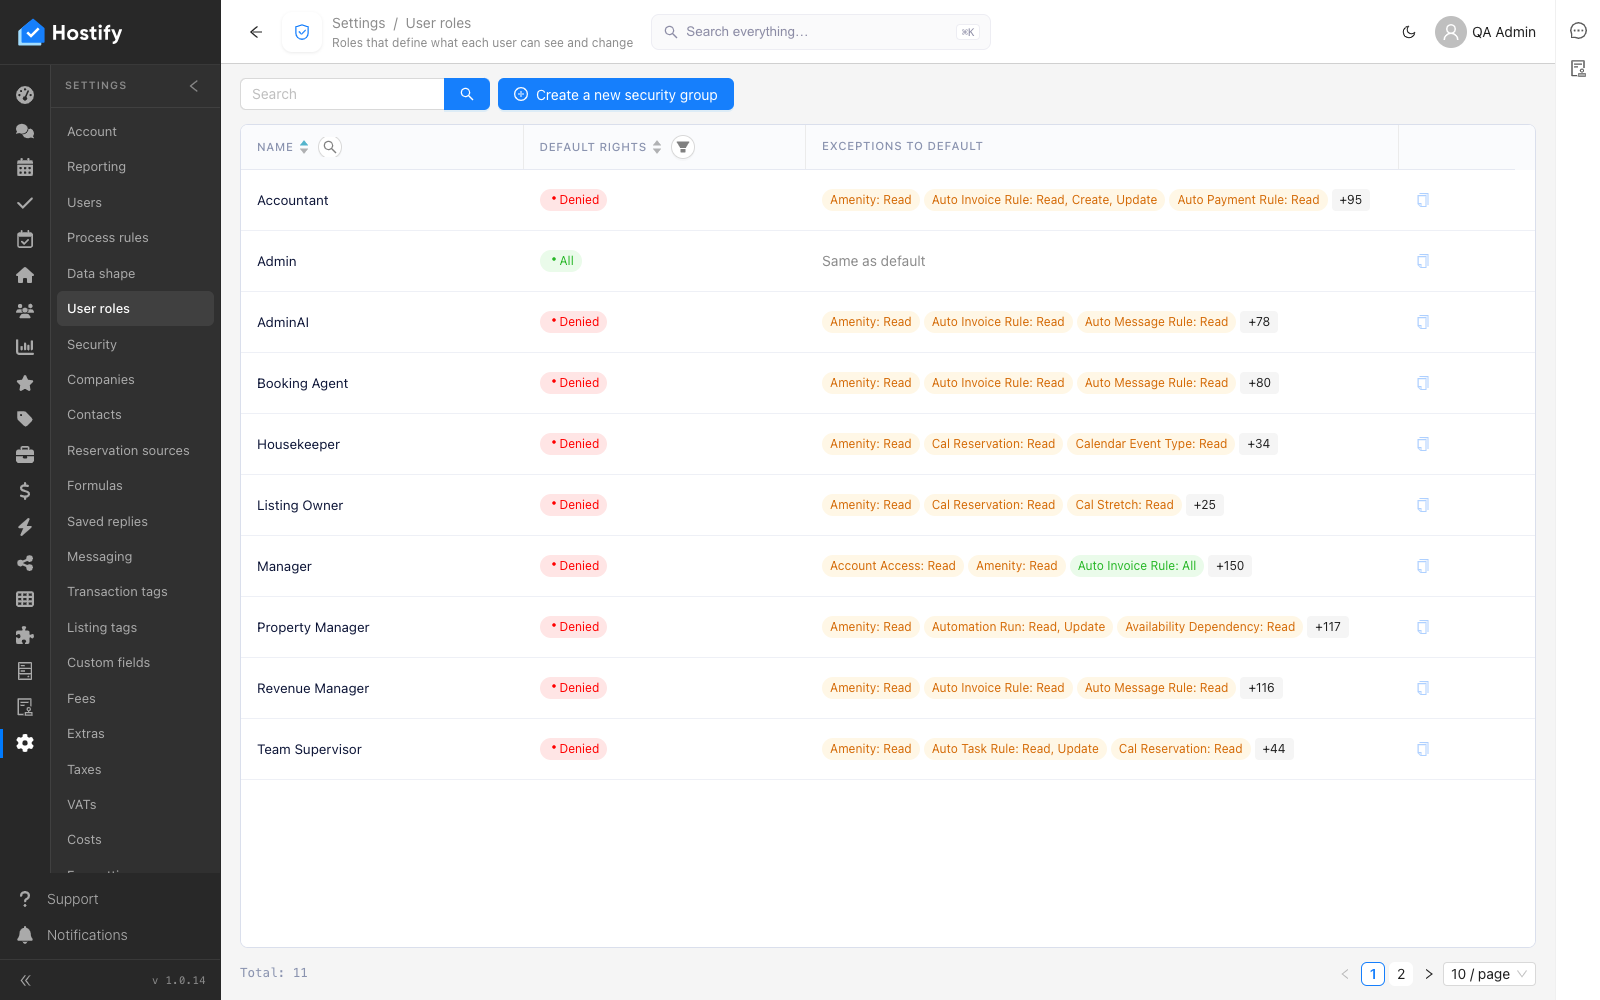 Hostify
Settings / User roles
Roles that define what each user can see and change
Search everything...
⌘K
QA Admin
SETTINGS
Account
Reporting
Users
Process rules
Data shape
User roles
Security
Companies
Contacts
Reservation sources
Formulas
Saved replies
Messaging
Transaction tags
Listing tags
Custom fields
Fees
Extras
Taxes
VATs
Costs
Support
Notifications
v 1.0.14
Search
Create a new security group
NAME DEFAULT RIGHTS EXCEPTIONS TO DEFAULT
Accountant Denied Amenity: Read Auto Invoice Rule: Read, Create, Update Auto Payment Rule: Read +95
Admin All Same as default
AdminAI Denied Amenity: Read Auto Invoice Rule: Read Auto Message Rule: Read +78
Booking Agent Denied Amenity: Read Auto Invoice Rule: Read Auto Message Rule: Read +80
Housekeeper Denied Amenity: Read Cal Reservation: Read Calendar Event Type: Read +34
Listing Owner Denied Amenity: Read Cal Reservation: Read Cal Stretch: Read +25
Manager Denied Account Access: Read Amenity: Read Auto Invoice Rule: All +150
Property Manager Denied Amenity: Read Automation Run: Read, Update Availability Dependency: Read +117
Revenue Manager Denied Amenity: Read Auto Invoice Rule: Read Auto Message Rule: Read +116
Team Supervisor Denied Amenity: Read Auto Task Rule: Read, Update Cal Reservation: Read +44
Total: 11
1 2 10 / page